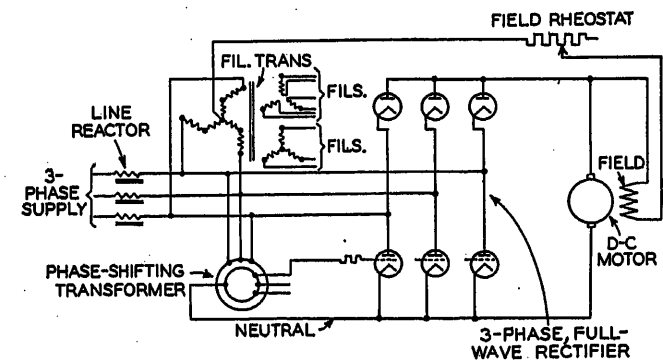 FIELD RHEOSTAT
FIL. TRANS
FILS.
LINE
REACTOR
FILS.
3-
PHASE
SUPPLY
FIELD
D-C
MOTOR
PHASE-SHIFTING
TRANSFORMER
NEUTRAL
3-PHASE, FULL-
WAVE RECTIFIER